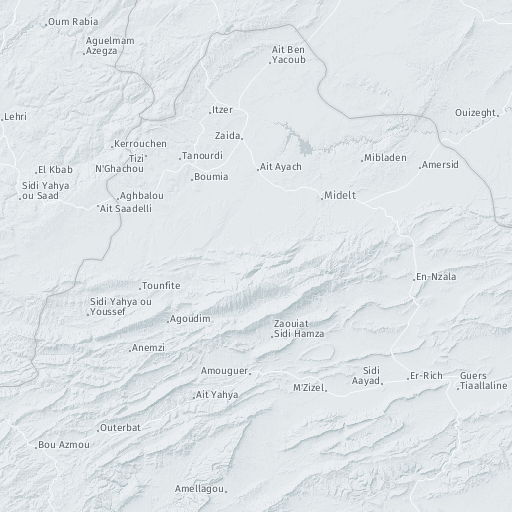 Oum Rabia
Aguelmam
Azegza
Ait Ben
Yacoub
Itzer
Ouizeght
Lehri
Zaida
Kerrouchen
Tizi
N'Ghachou
Tanourdi
Mibladen
Amersid
El Kbab
Ait Ayach
Boumia
Sidi Yahya
ou Saad
Aghbalou
Midelt
Ait Saadelli
En-Nzala
Tounfite
Sidi Yahya ou
Youssef
Agoudim
Zaouiat
Sidi Hamza
Anemzi
Amouguer
Sidi
Aayad
Er-Rich
Guers
Tiaallaline
M'Zizel
Ait Yahya
Outerbat
Bou Azmou
Amellagou